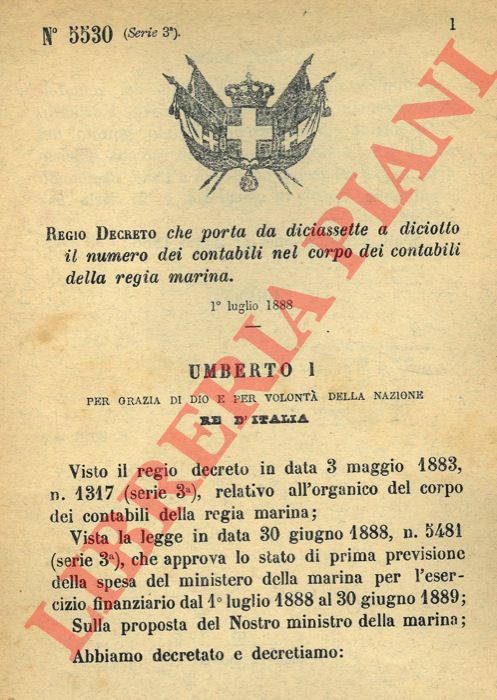 N° 5530 (Serie 3ª).
1
REGIO DECRETO che porta da diciassette a diciotto
il numero dei contabili nel corpo dei contabili
della regia marina.
1° luglio 1888
UMBERTO I
PER GRAZIA DI DIO E PER VOLONTÀ DELLA NAZIONE
RE D'ITALIA
Visto il regio decreto in data 3 maggio 1883,
n. 1317 (serie 3ª), relativo all'organico del corpo
dei contabili della regia marina;
Vista la legge in data 30 giugno 1888, n. 5481
(serie 3ª), che approva lo stato di prima previsione
della spesa del ministero della marina per l'eser-
cizio finanziario dal 1° luglio 1888 al 30 giugno 1889;
Sulla proposta del Nostro ministro della marina;
Abbiamo decretato e decretiamo:
LIBRERIA PIANI